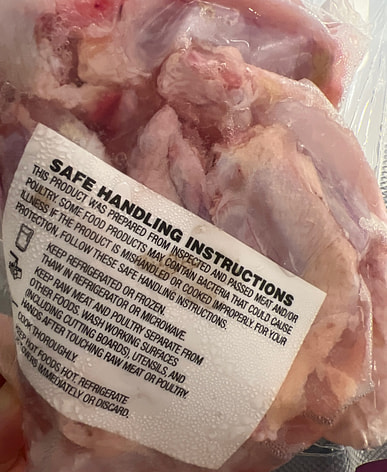 SAFE HANDLING INSTRUCTIONS
THIS PRODUCT WAS PREPARED FROM INSPECTED AND PASSED MEAT AND/OR
POULTRY. SOME FOOD PRODUCTS MAY CONTAIN BACTERIA THAT COULD CAUSE
ILLNESS IF THE PRODUCT IS MISHANDLED OR COOKED IMPROPERLY. FOR YOUR
PROTECTION, FOLLOW THESE SAFE HANDLING INSTRUCTIONS.
KEEP REFRIGERATED OR FROZEN.
THAW IN REFRIGERATOR OR MICROWAVE.
KEEP RAW MEAT AND POULTRY SEPARATE FROM
OTHER FOODS. WASH WORKING SURFACES
(INCLUDING CUTTING BOARDS), UTENSILS, AND
HANDS AFTER TOUCHING RAW MEAT OR POULTRY.
COOK THOROUGHLY.
KEEP HOT FOODS HOT. REFRIGERATE
OVERS IMMEDIATELY OR DISCARD.